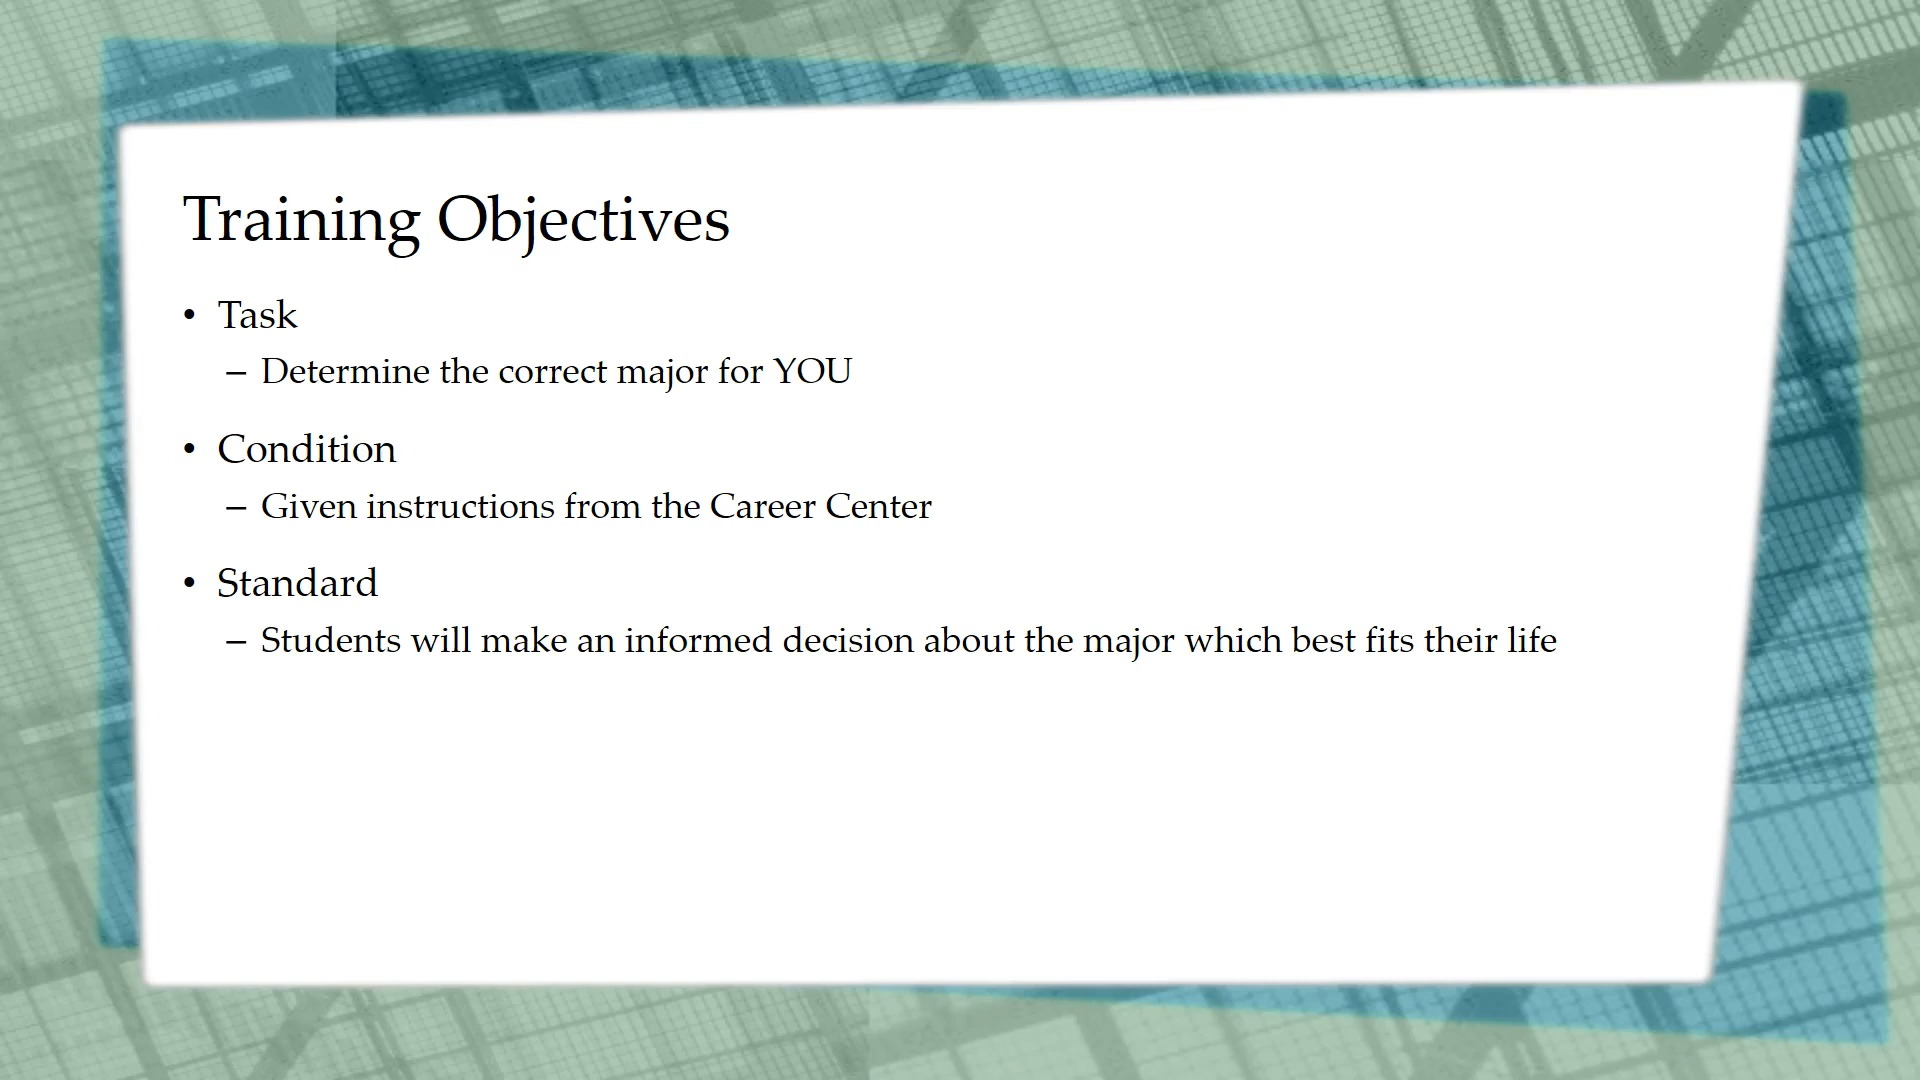 Training Objectives
• Task
– Determine the correct major for YOU
• Condition
– Given instructions from the Career Center
• Standard
– Students will make an informed decision about the major which best fits their life